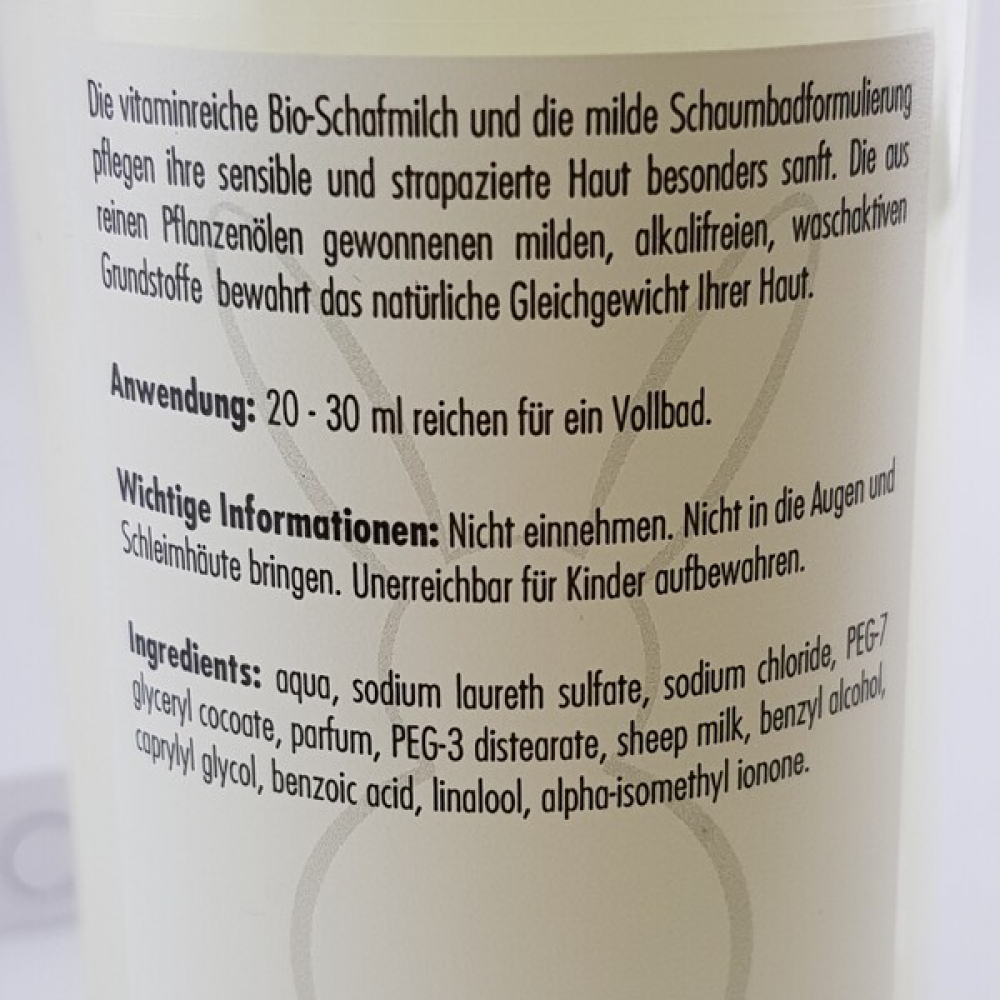 Die vitaminreiche Bio-Schafmilch und die milde Schaumbadformulierung
pflegen ihre sensible und strapazierte Haut besonders sanft. Die aus
reinen Pflanzenölen gewonnenen milden, alkalifreien, waschaktiven
Grundstoffe bewahrt das natürliche Gleichgewicht Ihrer Haut.
Anwendung: 20 - 30 ml reichen für ein Vollbad.
Wichtige Informationen: Nicht einnehmen. Nicht in die Augen und
Schleimhäute bringen. Unerreichbar für Kinder aufbewahren.
Ingredients: aqua, sodium laureth sulfate, sodium chloride, PEG-7
glyceryl cocoate, parfum, PEG-3 distearate, sheep milk, benzyl alcohol,
caprylyl glycol, benzoic acid, linalool, alpha-isomethyl ionone.